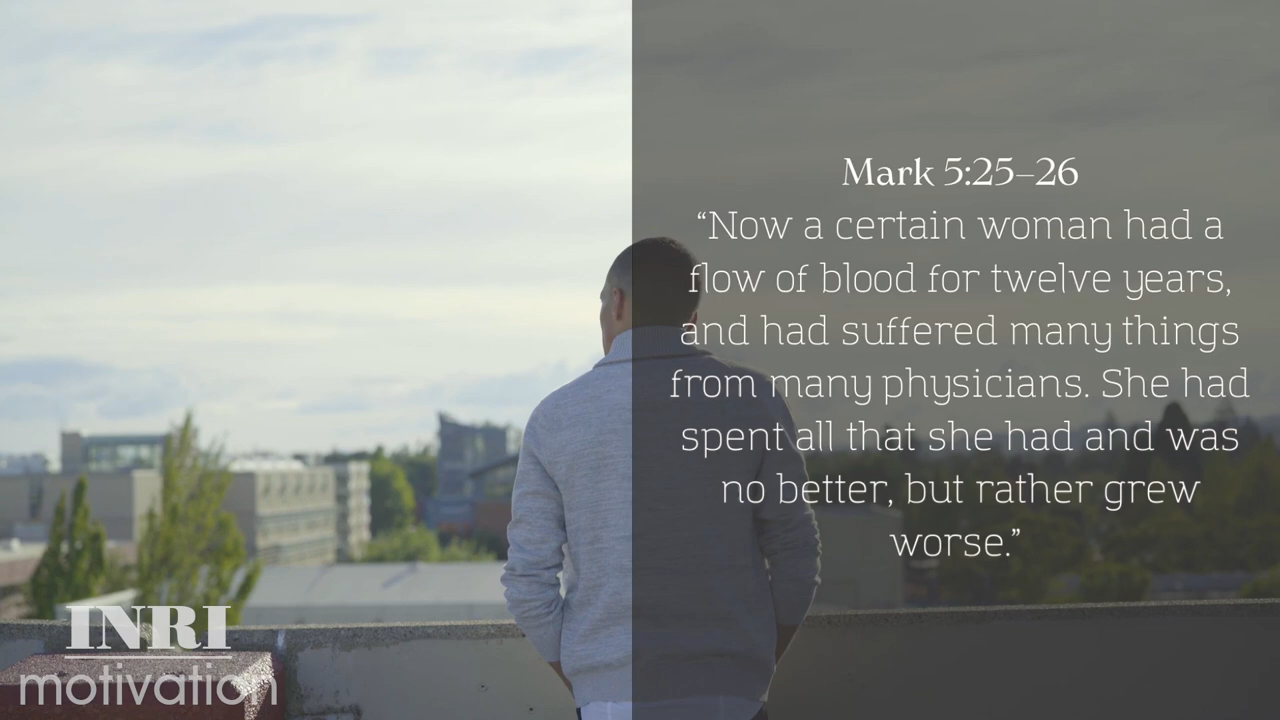 Mark 5:25–26
“Now a certain woman had a
flow of blood for twelve years,
and had suffered many things
from many physicians. She had
spent all that she had and was
no better, but rather grew
worse.”
INRI
motivation